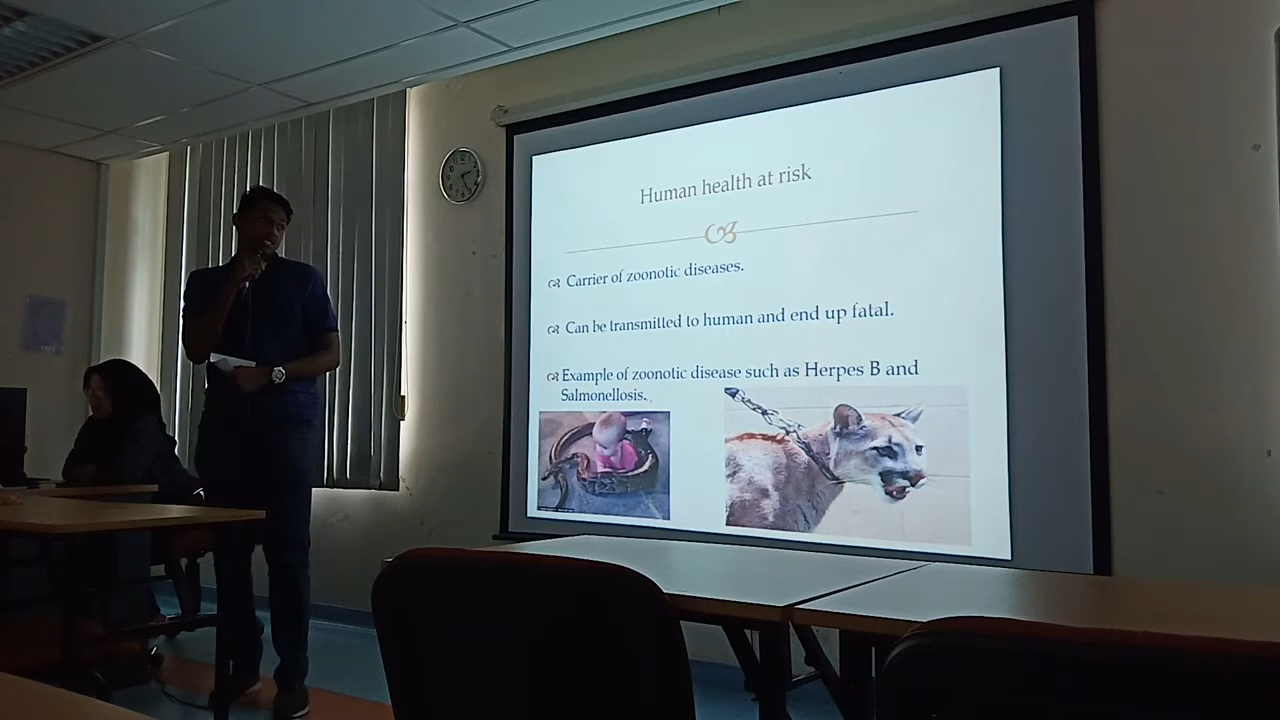 Human health at risk
Carrier of zoonotic diseases.
Can be transmitted to human and end up fatal.
Example of zoonotic disease such as Herpes B and
Salmonellosis.